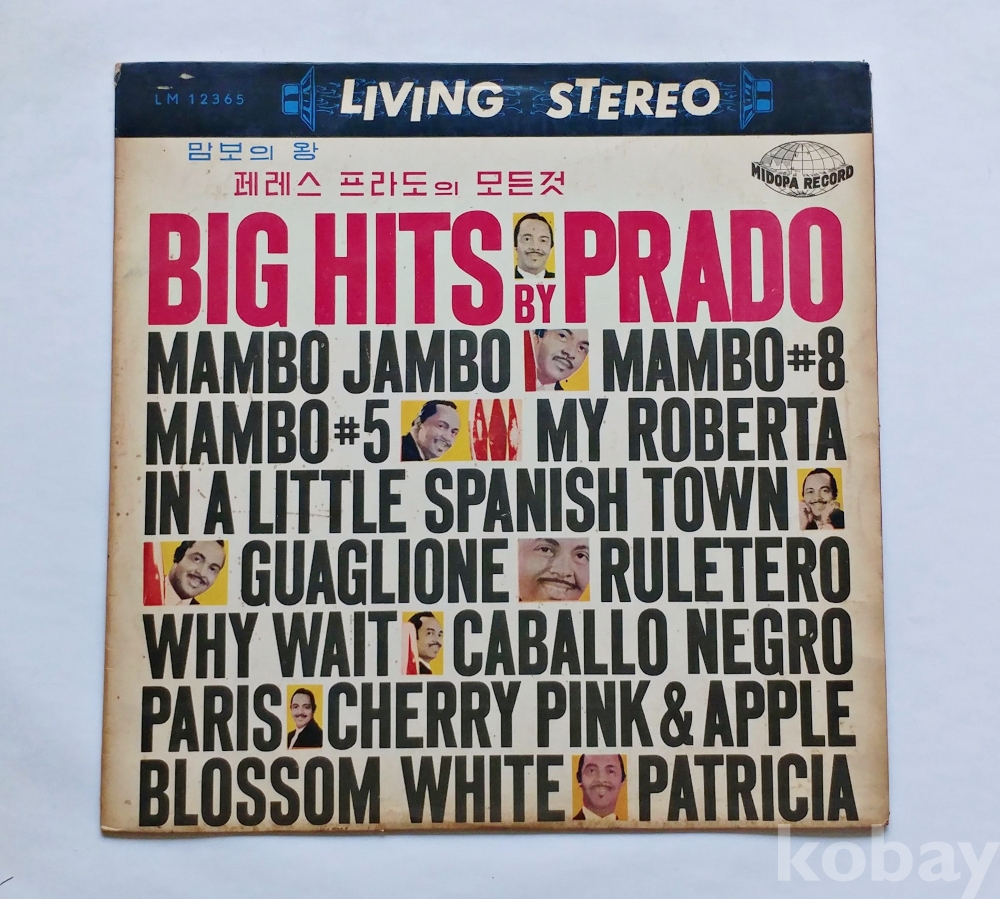 LM 12365
LIVING STEREO
맘보의 왕
페레스 프라도의 모든것
MIDOPA RECORD
BIG HITS BY PRADO
MAMBO JAMBO MAMBO #8
MAMBO #5 MY ROBERTA
IN A LITTLE SPANISH TOWN
GUAGLIONE RULETERO
WHY WAIT CABALLO NEGRO
PARIS CHERRY PINK & APPLE
BLOSSOM WHITE PATRICIA
kobay